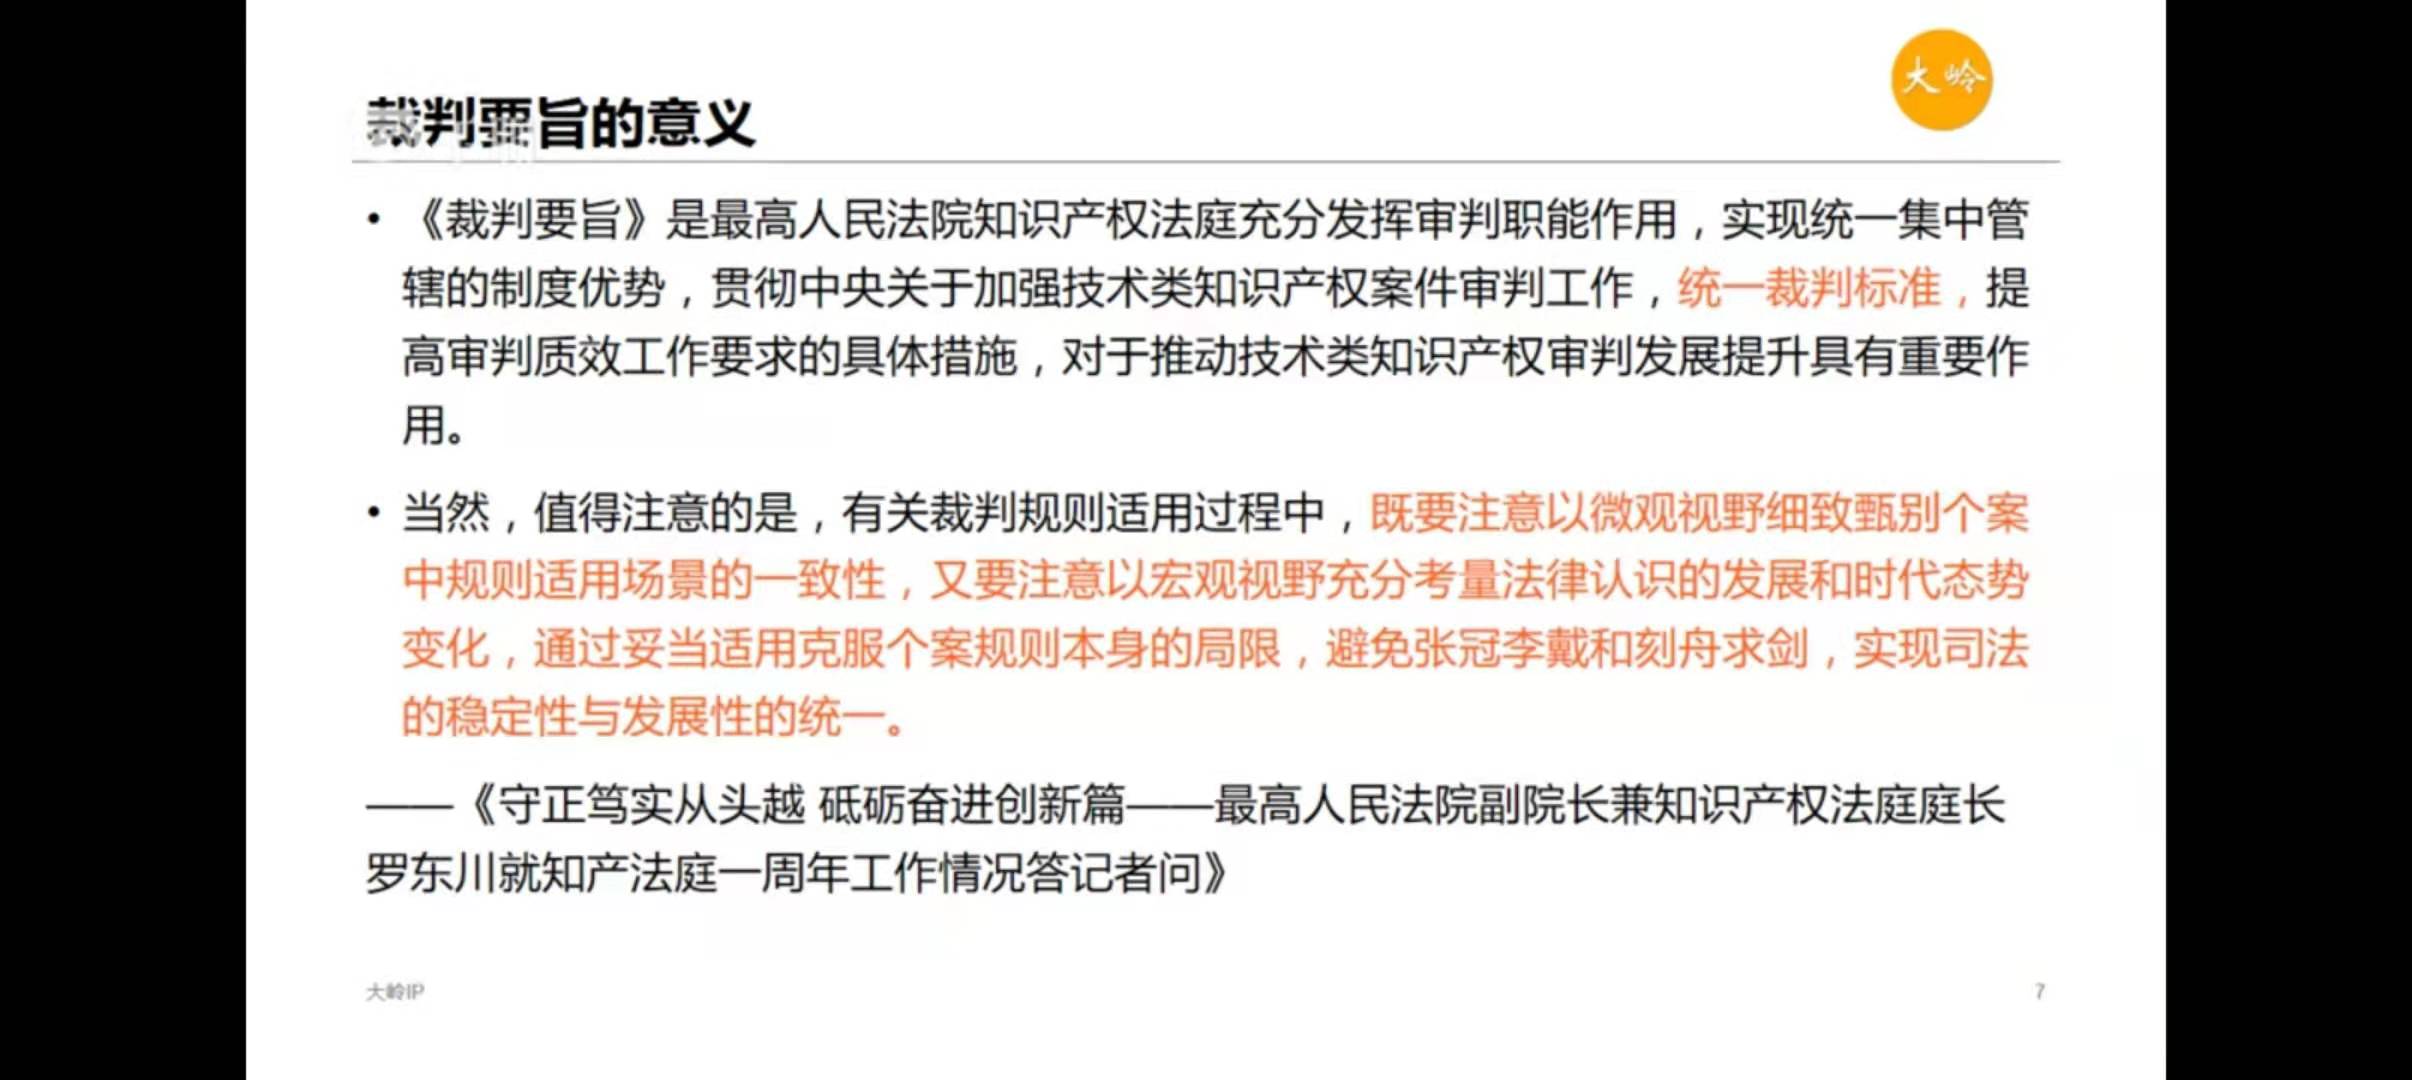 大岭
裁判要旨的意义
• 《裁判要旨》是最高人民法院知识产权法庭充分发挥审判职能作用，实现统一集中管
辖的制度优势，贯彻中央关于加强技术类知识产权案件审判工作，统一裁判标准，提
高审判质效工作要求的具体措施，对于推动技术类知识产权审判发展提升具有重要作
用。
• 当然，值得注意的是，有关裁判规则适用过程中，既要注意以微观视野细致甄别个案
中规则适用场景的一致性，又要注意以宏观视野充分考量法律认识的发展和时代态势
变化，通过妥当适用克服个案规则本身的局限，避免张冠李戴和刻舟求剑，实现司法
的稳定性与发展性的统一。
——《守正笃实从头越 砥砺奋进创新篇——最高人民法院副院长兼知识产权法庭庭长
罗东川就知产法庭一周年工作情况答记者问》
大岭IP
7